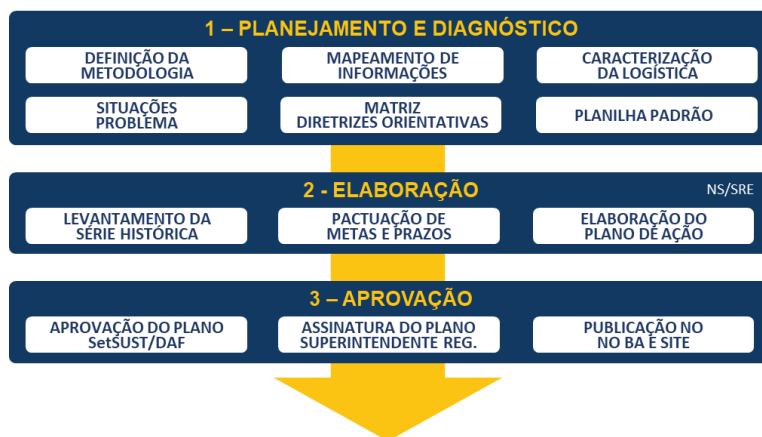 1 – PLANEJAMENTO E DIAGNÓSTICO
DEFINIÇÃO DA
METODOLOGIA
MAPEAMENTO DE
INFORMAÇÕES
CARACTERIZAÇÃO
DA LOGÍSTICA
SITUAÇÕES
PROBLEMA
MATRIZ
DIRETRIZES ORIENTATIVAS
PLANILHA PADRÃO
2 - ELABORAÇÃO
NS/SRE
LEVANTAMENTO DA
SÉRIE HISTÓRICA
PACTUAÇÃO DE
METAS E PRAZOS
ELABORAÇÃO DO
PLANO DE AÇÃO
3 – APROVAÇÃO
APROVAÇÃO DO PLANO
SetSUST/DAF
ASSINATURA DO PLANO
SUPERINTENDENTE REG.
PUBLICAÇÃO NO
NO BA E SITE